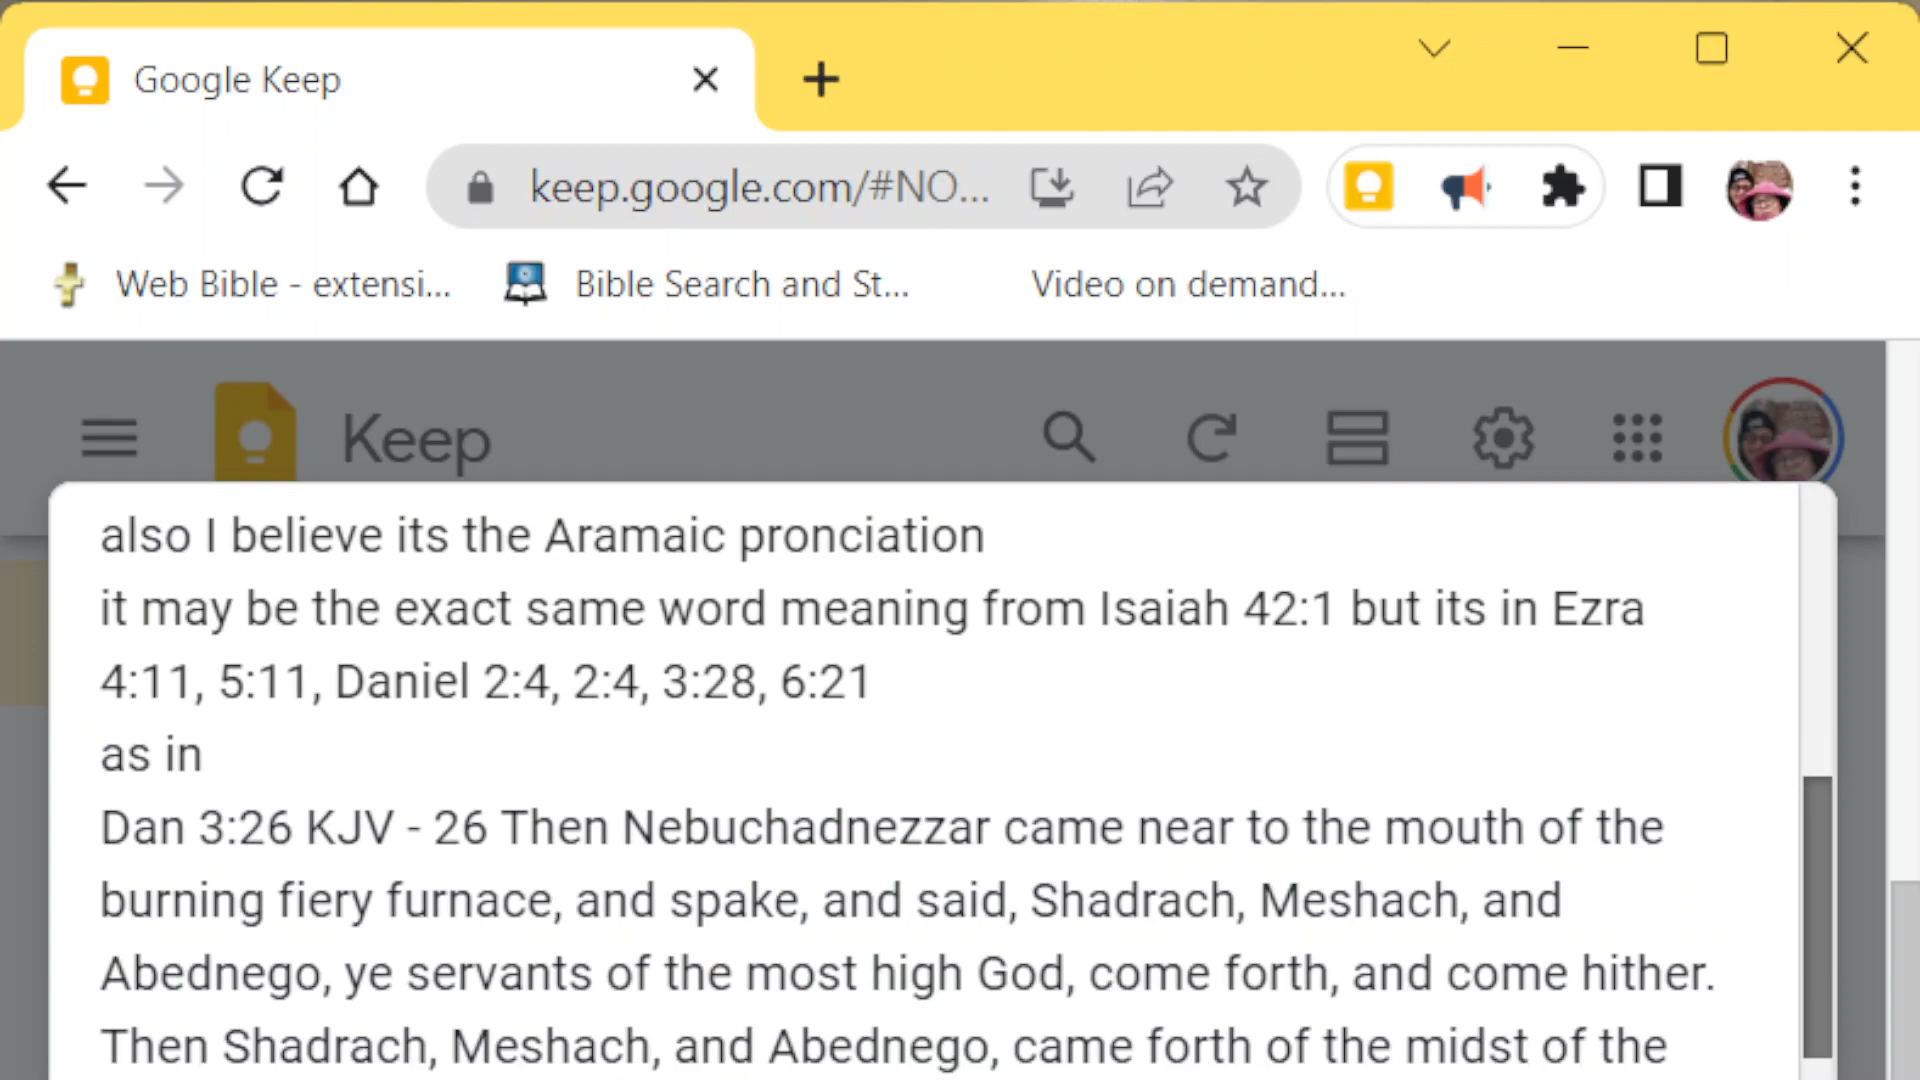 Google Keep
keep.google.com/#NO...
Web Bible - extensi... Bible Search and St... Video on demand...
Keep
also I believe its the Aramaic pronciation
it may be the exact same word meaning from Isaiah 42:1 but its in Ezra
4:11, 5:11, Daniel 2:4, 2:4, 3:28, 6:21
as in
Dan 3:26 KJV - 26 Then Nebuchadnezzar came near to the mouth of the
burning fiery furnace, and spake, and said, Shadrach, Meshach, and
Abednego, ye servants of the most high God, come forth, and come hither.
Then Shadrach, Meshach, and Abednego, came forth of the midst of the